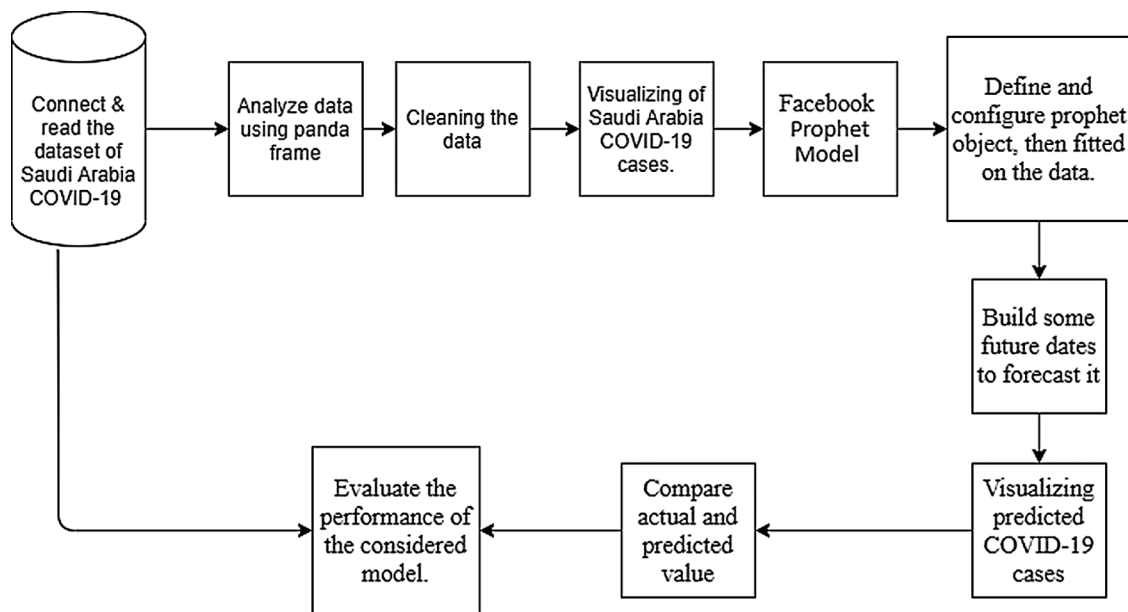 Connect &
read the
dataset of
Saudi Arabia
COVID-19
Analyze data
using panda
frame
Cleaning the
data
Visualizing of
Saudi Arabia
COVID-19
cases.
Facebook
Prophet
Model
Define and
configure prophet
object, then fitted
on the data.
Build some
future dates
to forecast it
Visualizing
predicted
COVID-19
cases
Compare
actual and
predicted
value
Evaluate the
performance of
the considered
model.